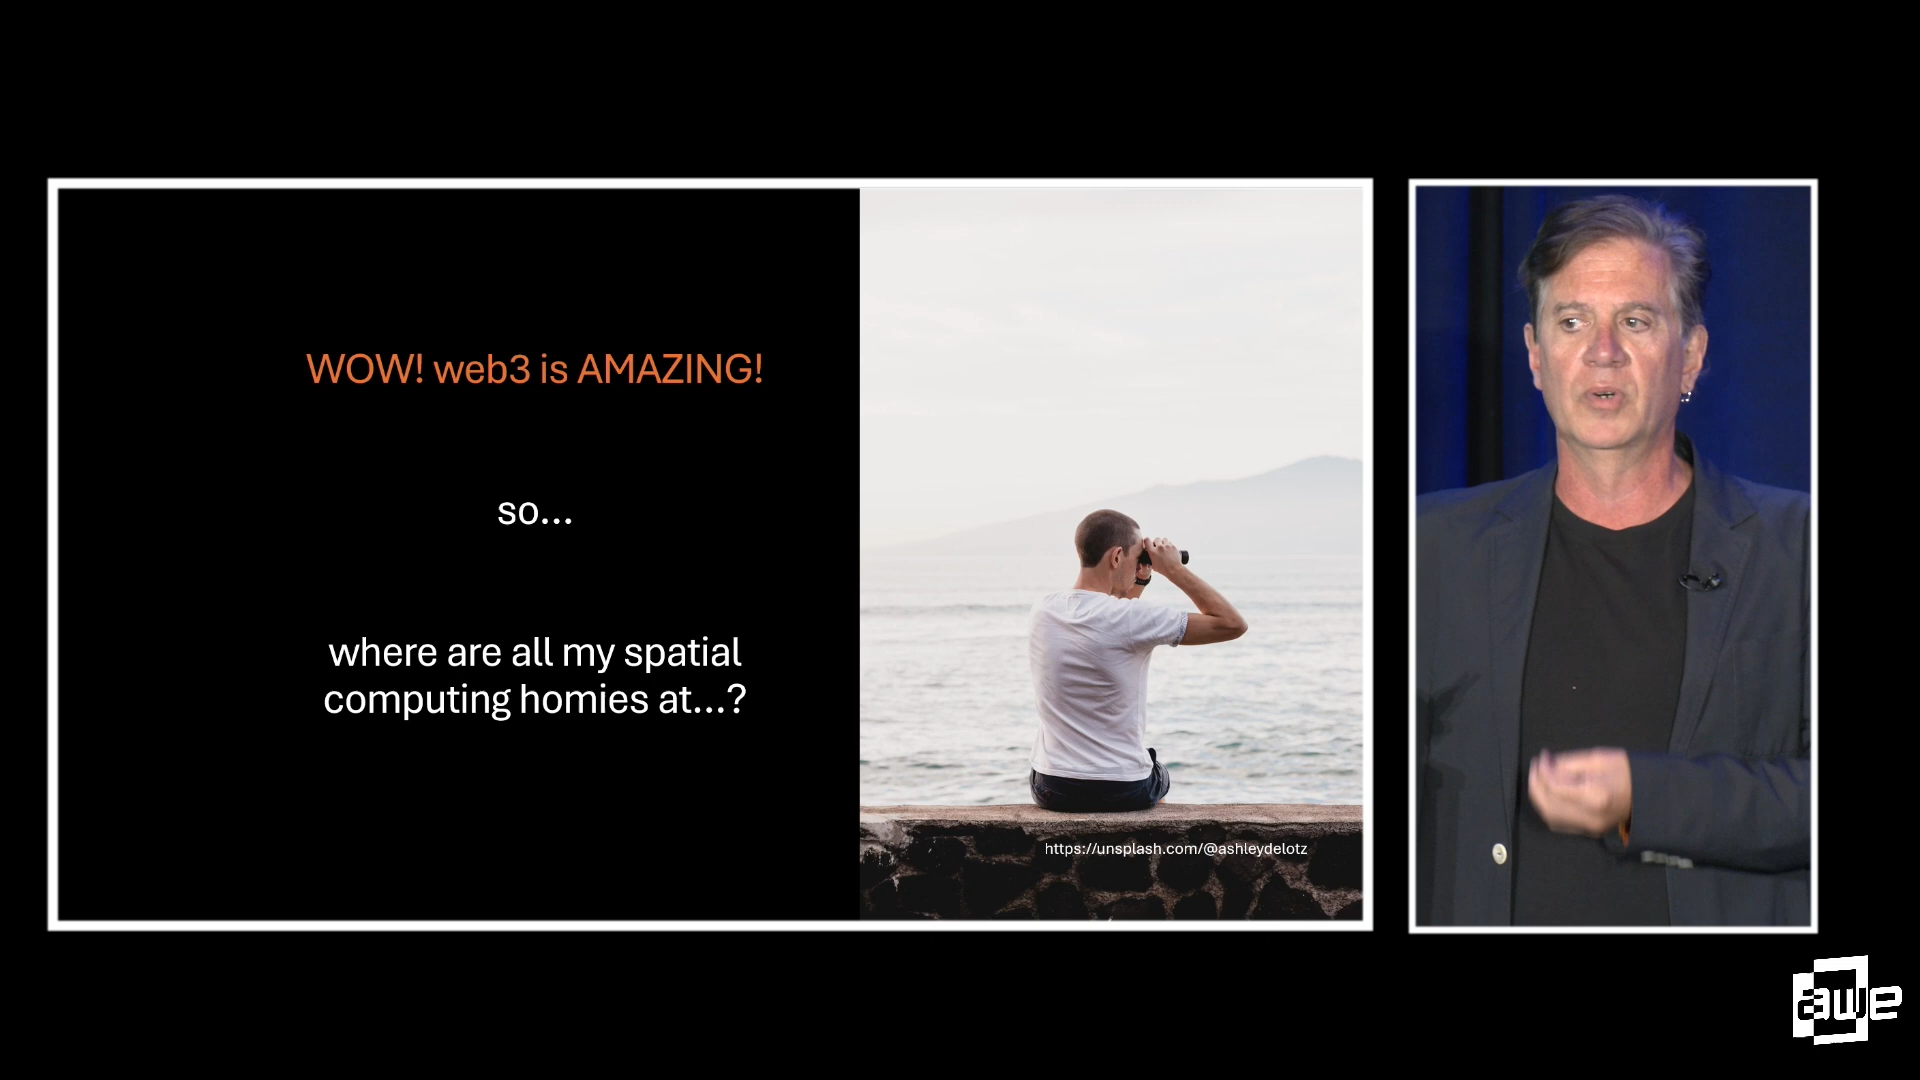 WOW! web3 is AMAZING!
so...
where are all my spatial
computing homies at...?
https://unsplash.com/@ashleydelotz
awe